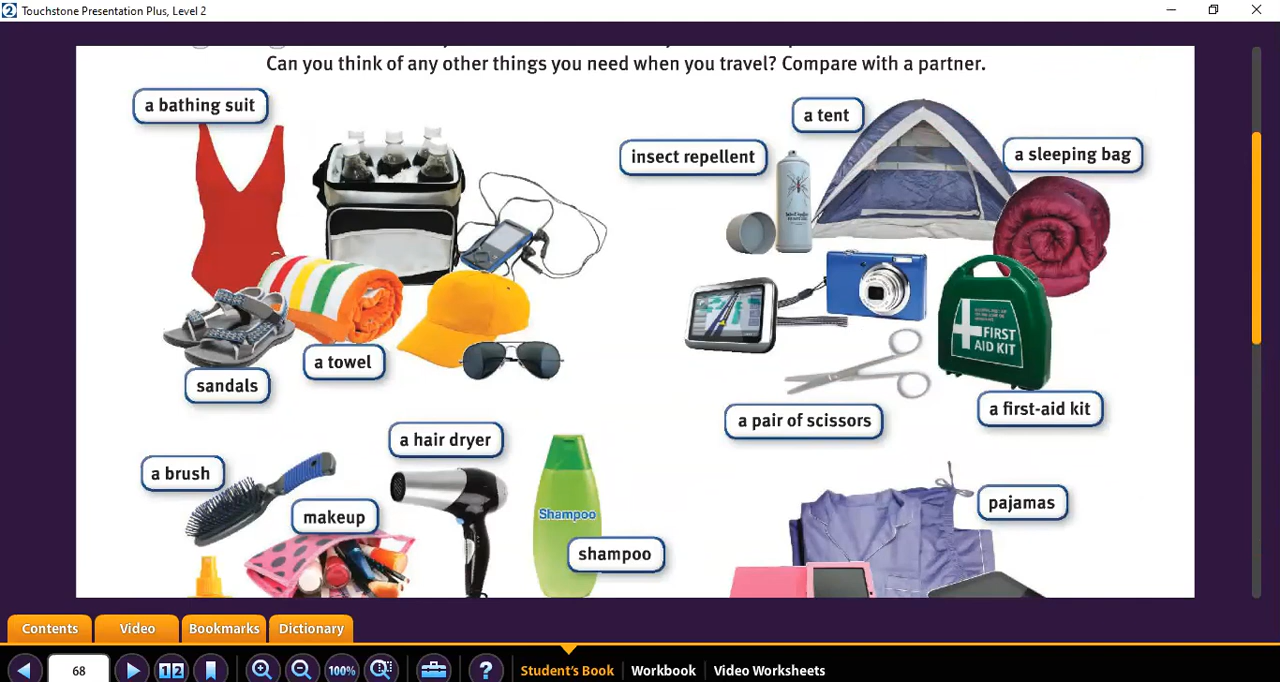 Touchstone Presentation Plus, Level 2
Can you think of any other things you need when you travel? Compare with a partner.
a bathing suit
a tent
insect repellent
a sleeping bag
FIRST
AID KIT
a towel
sandals
a pair of scissors
a first-aid kit
a hair dryer
a brush
makeup
Shampoo
shampoo
pajamas
Contents
Video
Bookmarks
Dictionary
68
12
100%
?
Student's Book
Workbook
Video Worksheets